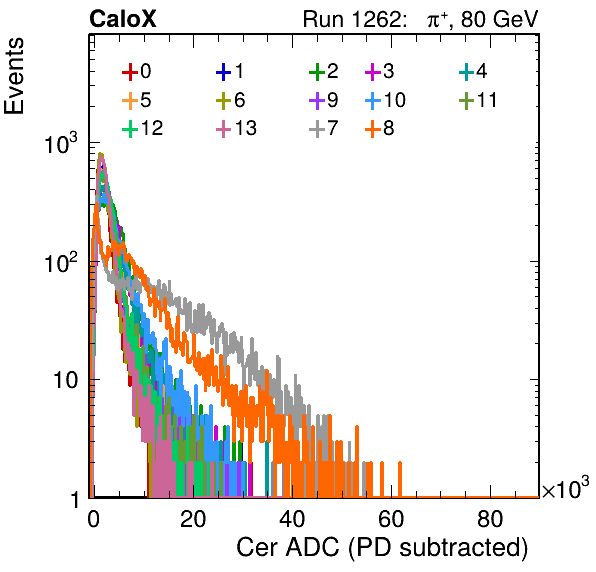 CaloX Run 1262: π⁺, 80 GeV
Events
0 1 2 3 4
5 6 9 10 11
12 13 7 8
10³
10²
10
1
0 20 40 60 80 ×10³
Cer ADC (PD subtracted)